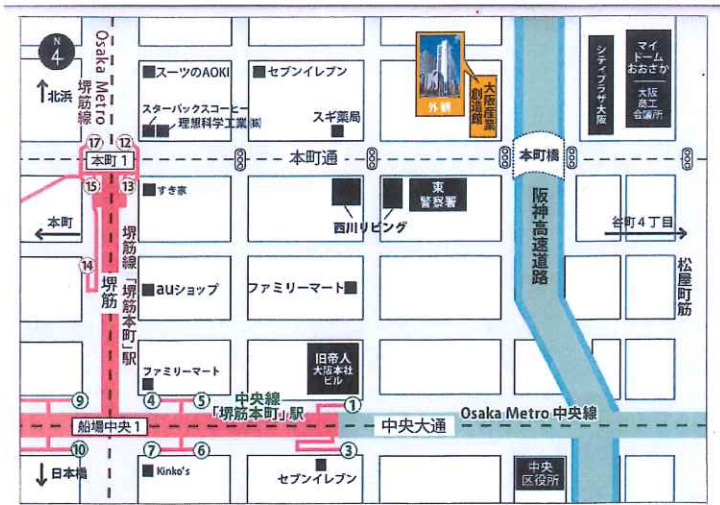 N
4
↑北浜
Osaka Metro
堺筋線
スーツのAOKI
セブンイレブン
スターバックスコーヒー
理想科学工業㈱
スギ薬局
外観
大阪産業
創造館
シティプラザ大阪
マイ
ドーム
おおさか
大阪
商工
会議所
⑰
⑫
本町1
⑮
⑬
本町通
本町橋
すき家
西川リビング
東
警察署
本町
←
谷町4丁目
→
⑭
堺筋
堺筋線「堺筋本町」駅
auショップ
ファミリーマート
阪神高速道路
松屋町筋
ファミリーマート
旧帝人
大阪本社
ビル
中央線
「堺筋本町」駅
⑨
④
⑤
①
船場中央1
中央大通
Osaka Metro 中央線
⑩
⑦
⑥
③
↓日本橋
Kinko's
セブンイレブン
中央
区役所